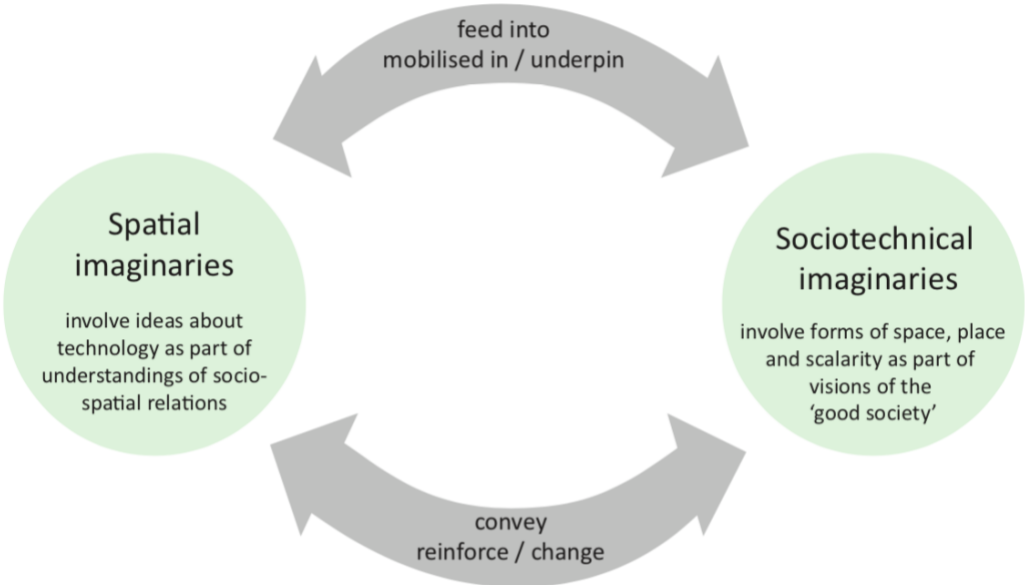 feed into
mobilised in / underpin
Spatial
imaginaries
involve ideas about
technology as part of
understandings of socio-
spatial relations
Sociotechnical
imaginaries
involve forms of space, place
and scalarity as part of
visions of the
‘good society’
convey
reinforce / change